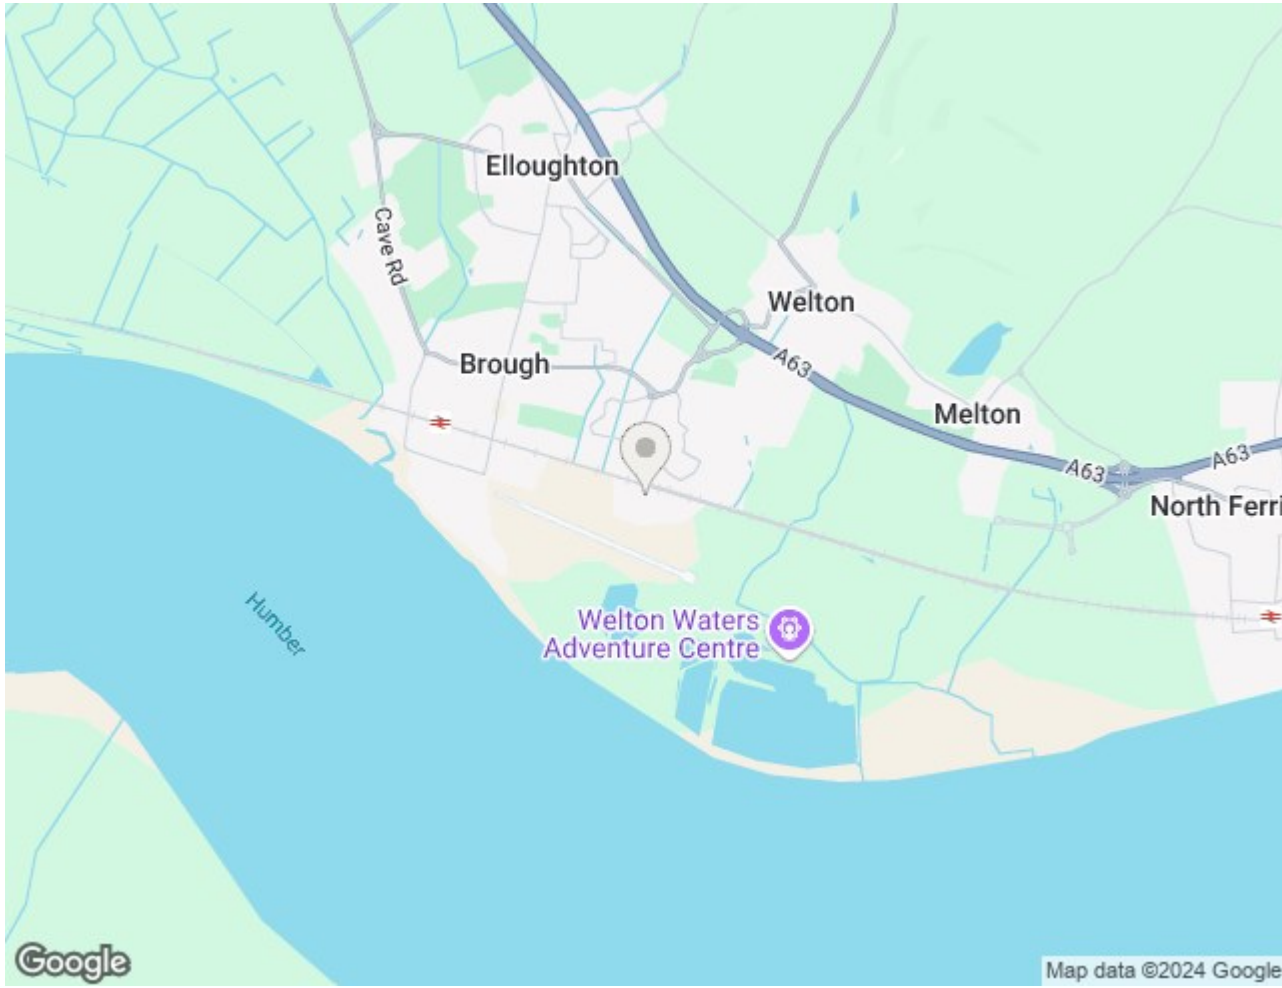 Elloughton
Cave Rd
Welton
Brough
A63
Melton
A63
A63
North Ferri
Humber
Welton Waters
Adventure Centre
Google
Map data ©2024 Google